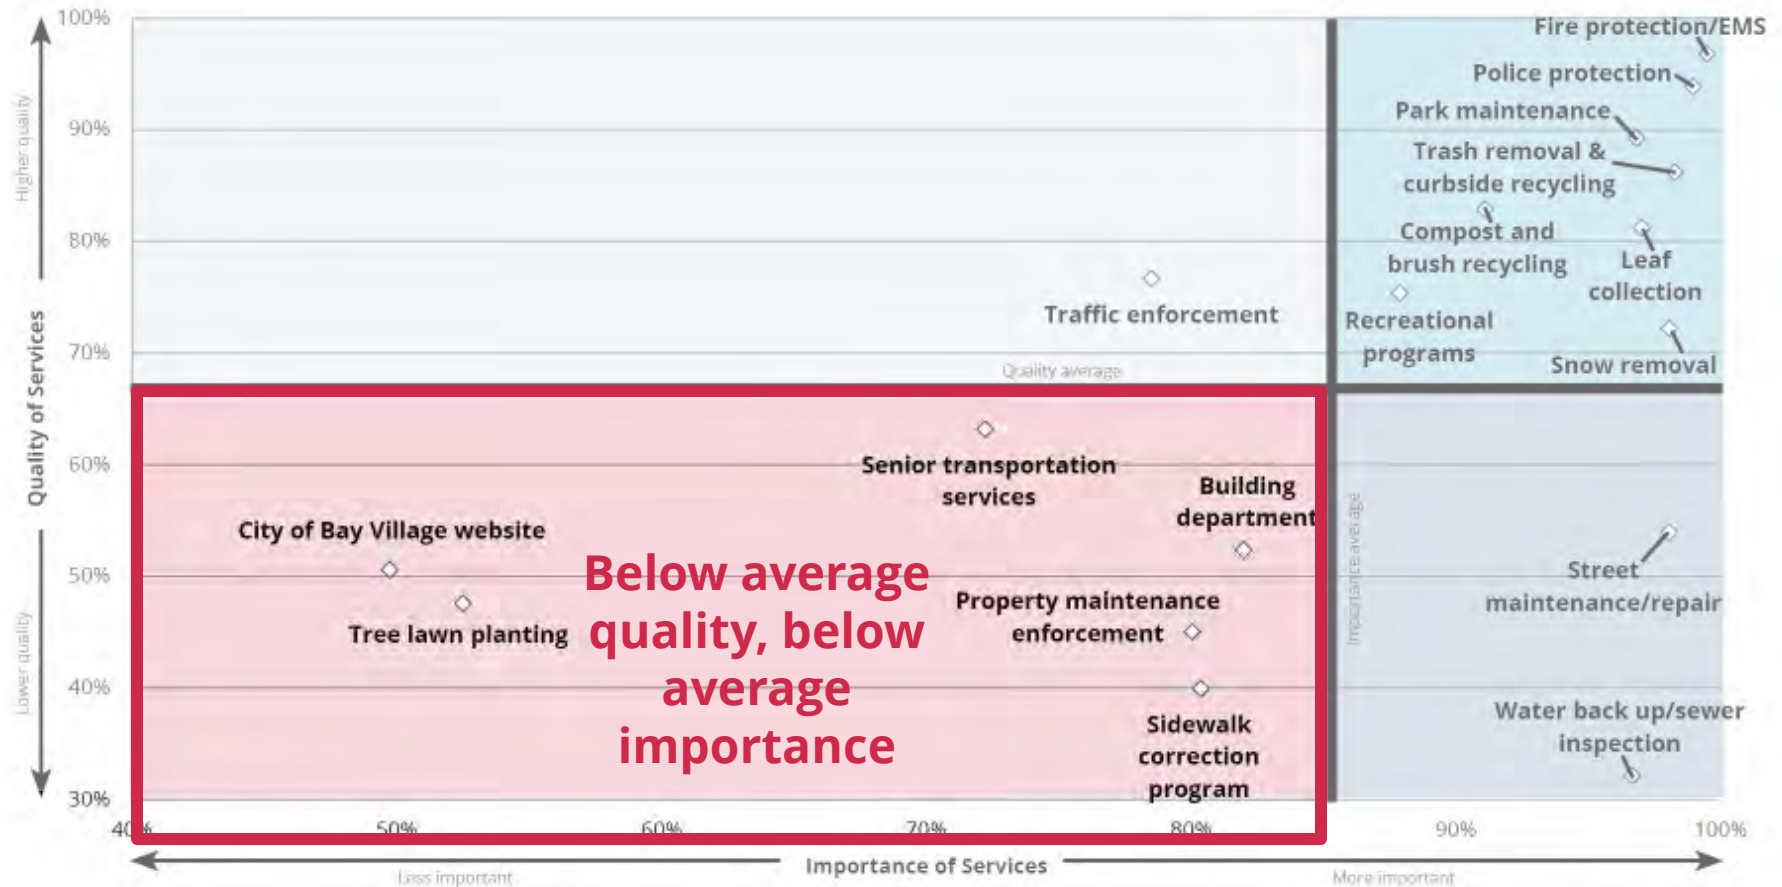 100%
90%
80%
70%
60%
50%
40%
30%
Higher quality
Quality of Services
Lower quality
Fire protection/EMS
Police protection
Park maintenance
Trash removal &
curbside recycling
Compost and
brush recycling
Leaf
collection
Traffic enforcement
Recreational
programs
Snow removal
Quality average
Senior transportation
services
Building
department
City of Bay Village website
Tree lawn planting
Below average
quality, below
average
importance
Property maintenance
enforcement
Sidewalk
correction
program
Importance average
Street
maintenance/repair
Water back up/sewer
inspection
40%
50%
60%
70%
80%
90%
100%
Importance of Services
Less important
More important